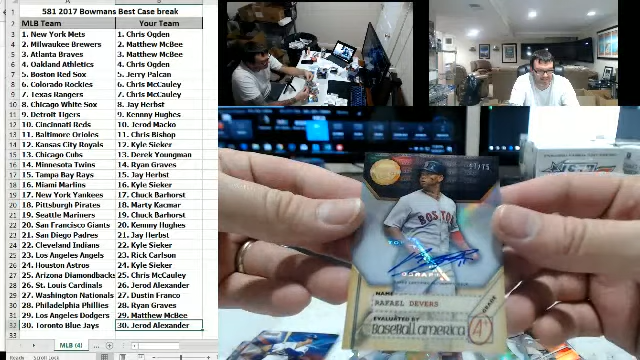 581 2017 Bowmans Best Case break
MLB Team Your Team
1. New York Mets 1. Chris Ogden
2. Milwaukee Brewers 2. Matthew McBee
3. Atlanta Braves 3. Matthew McBee
4. Oakland Athletics 4. Chris Ogden
5. Boston Red Sox 5. Jerry Palcan
6. Colorado Rockies 6. Chris McCauley
7. Texas Rangers 7. Chris McCauley
8. Chicago White Sox 8. Jay Herbst
9. Detroit Tigers 9. Kennny Hughes
10. Cincinnati Reds 10. Jerod Macko
11. Baltimore Orioles 11. Chris Bishop
12. Kansas City Royals 12. Kyle Sieker
13. Chicago Cubs 13. Derek Youngman
14. Minnesota Twins 14. Ryan Graves
15. Tampa Bay Rays 15. Jay Herbst
16. Miami Marlins 16. Kyle Sieker
17. New York Yankees 17. Chuck Barhorst
18. Pittsburgh Pirates 18. Marty Kacmar
19. Seattle Mariners 19. Chuck Barhorst
20. San Francisco Giants 20. Kennny Hughes
21. San Diego Padres 21. Jay Herbst
22. Cleveland Indians 22. Kyle Sieker
23. Los Angeles Angels 23. Rick Carlson
24. Houston Astros 24. Kyle Sieker
25. Arizona Diamondbacks 25. Chris McCauley
26. St. Louis Cardinals 26. Jerod Alexander
27. Washington Nationals 27. Dustin Franco
28. Philadelphia Phillies 28. Ryan Graves
29. Los Angeles Dodgers 29. Matthew McBee
30. Toronto Blue Jays 30. Jerod Alexander
MLB (4)
Scroll Lock
BOSTON
NAME
RAFAEL DEVERS
EVALUATED BY
Baseball America
GRADE